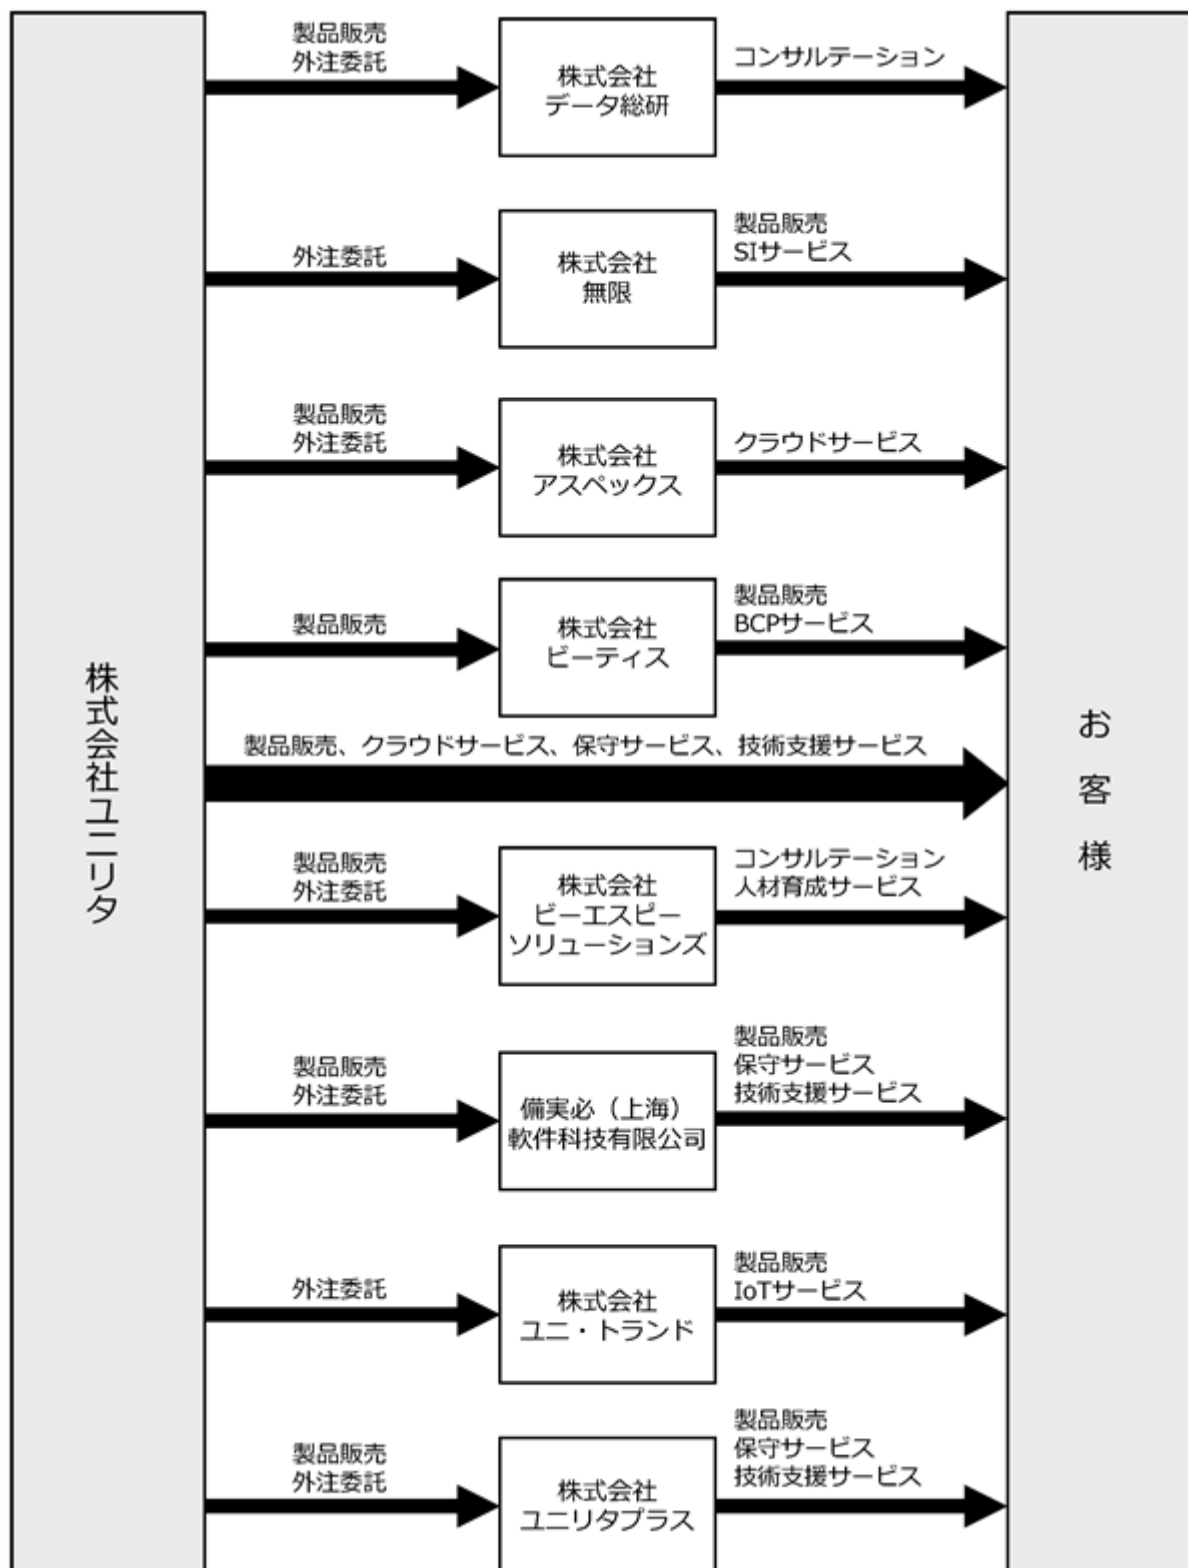 株式会社ユニリタ
製品販売
外注委託
株式会社
データ総研
コンサルテーション
外注委託
株式会社
無限
製品販売
SIサービス
製品販売
外注委託
株式会社
アスペックス
クラウドサービス
製品販売
株式会社
ビーティス
製品販売
BCPサービス
製品販売、クラウドサービス、保守サービス、技術支援サービス
製品販売
外注委託
株式会社
ビーエスピー
ソリューションズ
コンサルテーション
人材育成サービス
製品販売
外注委託
備実必（上海）
軟件科技有限公司
製品販売
保守サービス
技術支援サービス
外注委託
株式会社
ユニ・トランド
製品販売
IoTサービス
製品販売
外注委託
株式会社
ユニリタプラス
製品販売
保守サービス
技術支援サービス
お客様